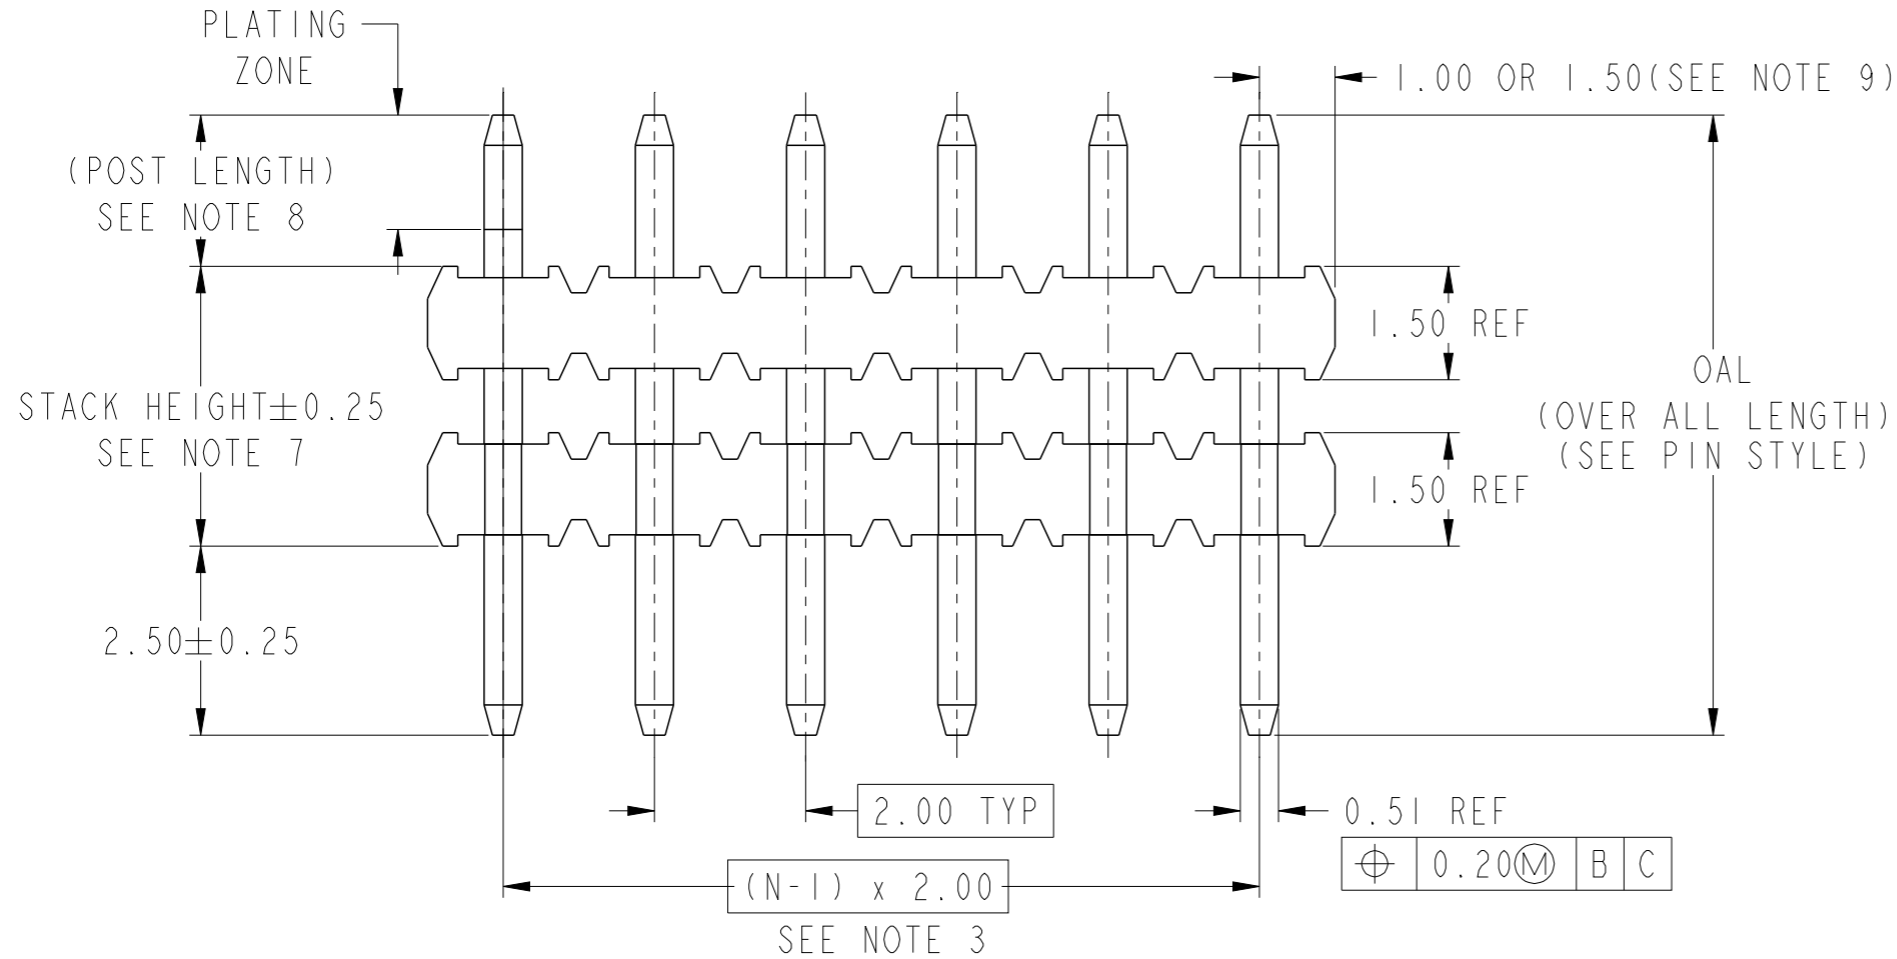 PLATING
ZONE
1.00 OR 1.50(SEE NOTE 9)
(POST LENGTH)
SEE NOTE 8
1.50 REF
STACK HEIGHT±0.25
SEE NOTE 7
OAL
(OVER ALL LENGTH)
(SEE PIN STYLE)
1.50 REF
2.50±0.25
2.00 TYP
0.51 REF
⌖ 0.20Ⓜ B C
(N-1) x 2.00
SEE NOTE 3